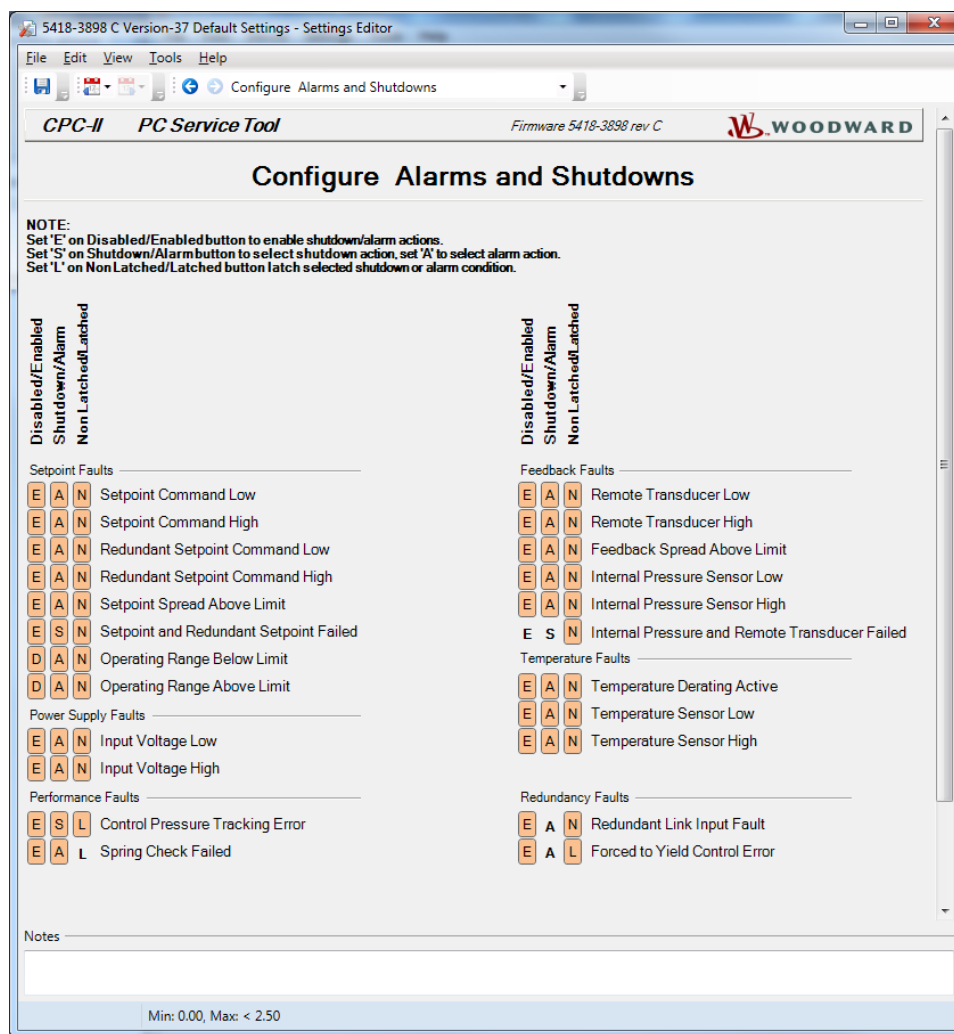 5418-3898 C Version-37 Default Settings - Settings Editor
File Edit View Tools Help
Configure Alarms and Shutdowns
CPC-II PC Service Tool Firmware 5418-3898 rev C WOODWARD
Configure Alarms and Shutdowns
NOTE:
Set 'E' on Disabled/Enabled button to enable shutdown/alarm actions.
Set 'S' on Shutdown/Alarm button to select shutdown action, set 'A' to select alarm action.
Set 'L' on Non Latched/Latched button latch selected shutdown or alarm condition.
Disabled/Enabled
Shutdown/Alarm
Non Latched/Latched
Setpoint Faults
E A N Setpoint Command Low
E A N Setpoint Command High
E A N Redundant Setpoint Command Low
E A N Redundant Setpoint Command High
E A N Setpoint Spread Above Limit
E S N Setpoint and Redundant Setpoint Failed
D A N Operating Range Below Limit
D A N Operating Range Above Limit
Power Supply Faults
E A N Input Voltage Low
E A N Input Voltage High
Performance Faults
E S L Control Pressure Tracking Error
E A L Spring Check Failed
Disabled/Enabled
Shutdown/Alarm
Non Latched/Latched
Feedback Faults
E A N Remote Transducer Low
E A N Remote Transducer High
E A N Feedback Spread Above Limit
E A N Internal Pressure Sensor Low
E A N Internal Pressure Sensor High
E S N Internal Pressure and Remote Transducer Failed
Temperature Faults
E A N Temperature Derating Active
E A N Temperature Sensor Low
E A N Temperature Sensor High
Redundancy Faults
E A N Redundant Link Input Fault
E A L Forced to Yield Control Error
Notes
Min: 0.00, Max: < 2.50